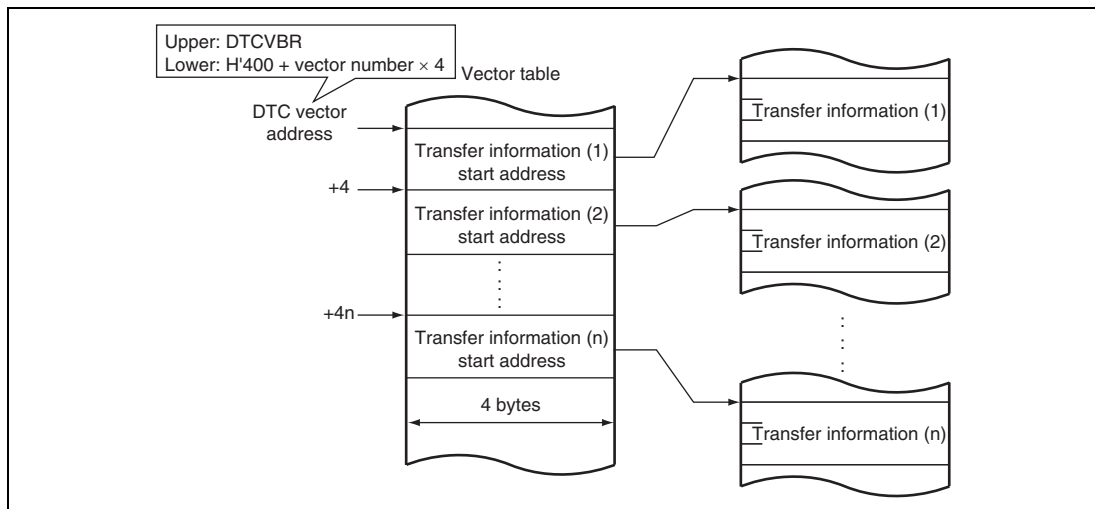 Upper: DTCVBR
Lower: H'400 + vector number × 4
Vector table
DTC vector
address
Transfer information (1)
start address
+4
Transfer information (2)
start address
+4n
Transfer information (n)
start address
4 bytes
Transfer information (1)
Transfer information (2)
Transfer information (n)